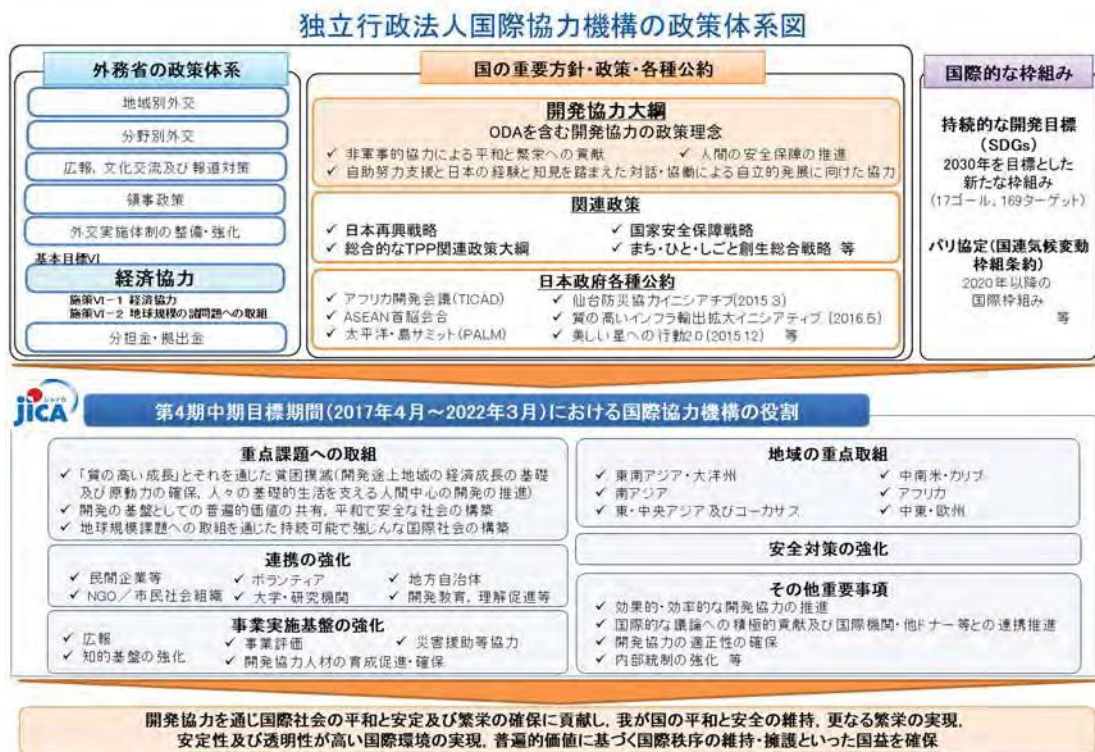 独立行政法人国際協力機構の政策体系図
外務省の政策体系
地域別外交
分野別外交
広報、文化交流及び報道対策
領事政策
外交実施体制の整備・強化
基本目標Ⅵ
経済協力
施策Ⅵ-1 経済協力
施策Ⅵ-2 地球規模の諸問題への取組
分担金・拠出金
国の重要方針・政策・各種公約
開発協力大綱
ODAを含む開発協力の政策理念
✓ 非軍事的協力による平和と繁栄への貢献 ✓ 人間の安全保障の推進
✓ 自助努力支援と日本の経験と知見を踏まえた対話・協働による自立的発展に向けた協力
関連政策
✓ 日本再興戦略 ✓ 国家安全保障戦略
✓ 総合的なTPP関連政策大綱 ✓ まち・ひと・しごと創生総合戦略 等
日本政府各種公約
✓ アフリカ開発会議(TICAD) ✓ 仙台防災協力イニシアチブ(2015.3)
✓ ASEAN首脳会合 ✓ 質の高いインフラ輸出拡大イニシアティブ (2016.5)
✓ 太平洋・島サミット(PALM) ✓ 美しい星への行動2.0(2015.12) 等
国際的な枠組み
持続的な開発目標
(SDGs)
2030年を目標とした
新たな枠組み
(17ゴール、169ターゲット)
パリ協定(国連気候変動
枠組条約)
2020年以降の
国際枠組み
等
ジャイカ
jICA
第4期中期目標期間(2017年4月～2022年3月)における国際協力機構の役割
重点課題への取組
✓ 「質の高い成長」とそれを通じた貧困撲滅(開発途上地域の経済成長の基礎
及び原動力の確保、人々の基礎的生活を支える人間中心の開発の推進)
✓ 開発の基盤としての普遍的価値の共有、平和で安全な社会の構築
✓ 地球規模課題への取組を通じた持続可能で強じんな国際社会の構築
連携の強化
✓ 民間企業等 ✓ ボランティア ✓ 地方自治体
✓ NGO／市民社会組織 ✓ 大学・研究機関 ✓ 開発教育、理解促進等
事業実施基盤の強化
✓ 広報 ✓ 事業評価 ✓ 災害援助等協力
✓ 知的基盤の強化 ✓ 開発協力人材の育成促進・確保
地域の重点取組
✓ 東南アジア・大洋州 ✓ 中南米・カリブ
✓ 南アジア ✓ アフリカ
✓ 東・中央アジア及びコーカサス ✓ 中東・欧州
安全対策の強化
その他重要事項
✓ 効果的・効率的な開発協力の推進
✓ 国際的な議論への積極的貢献及び国際機関・他ドナー等との連携推進
✓ 開発協力の適正性の確保
✓ 内部統制の強化 等
開発協力を通じ国際社会の平和と安定及び繁栄の確保に貢献し、我が国の平和と安全の維持、更なる繁栄の実現、
安定性及び透明性が高い国際環境の実現、普遍的価値に基づく国際秩序の維持・擁護といった国益を確保